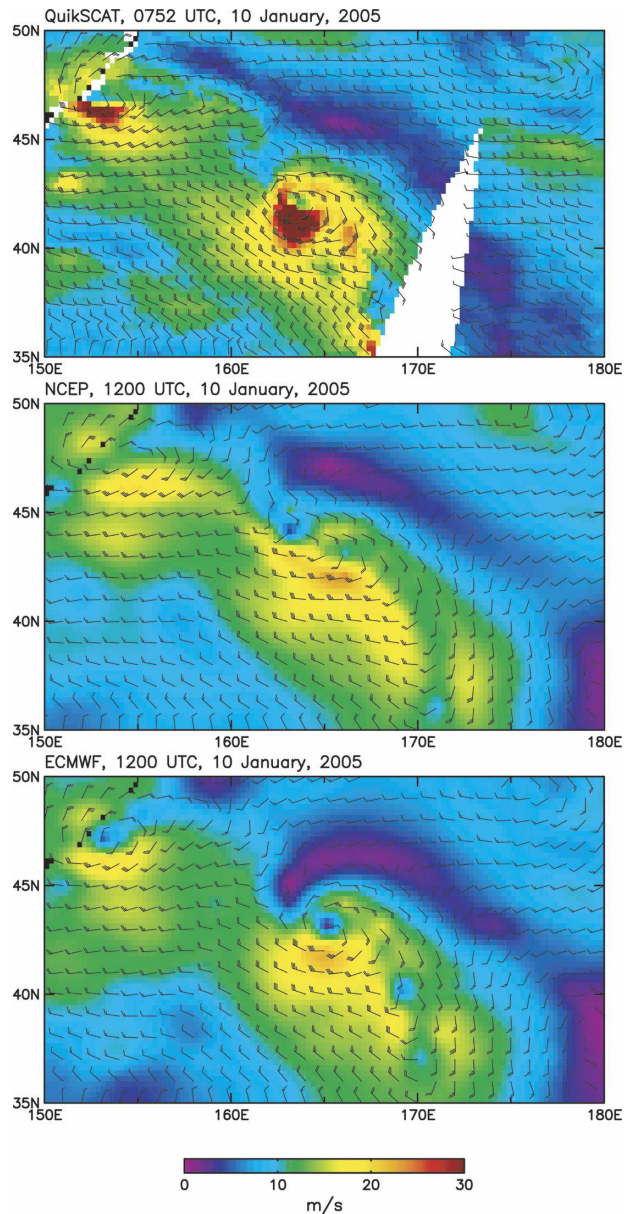 QuikSCAT, 0752 UTC, 10 January, 2005
50N
45N
40N
35N
150E 160E 170E 180E
NCEP, 1200 UTC, 10 January, 2005
50N
45N
40N
35N
150E 160E 170E 180E
ECMWF, 1200 UTC, 10 January, 2005
50N
45N
40N
35N
150E 160E 170E 180E
0 10 20 30
m/s